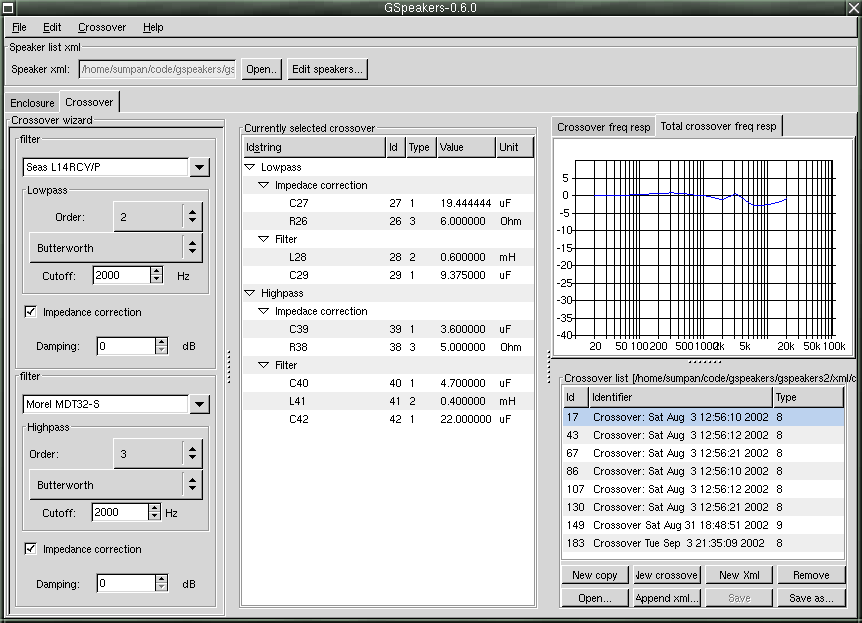 GSpeakers-0.6.0
File Edit Crossover Help
Speaker list xml
Speaker xml: /home/sumpan/code/gspeakers/gs Open.. Edit speakers...
Enclosure Crossover
Crossover wizard
filter
Seas L14RCY/P
Lowpass
Order: 2
Butterworth
Cutoff: 2000 Hz
Impedance correction
Damping: 0 dB
filter
Morel MDT32-S
Highpass
Order: 3
Butterworth
Cutoff: 2000 Hz
Impedance correction
Damping: 0 dB
Currently selected crossover
Idstring Id Type Value Unit
Lowpass
Impedace correction
C27 27 1 19.444444 uF
R26 26 3 6.000000 Ohm
Filter
L28 28 2 0.600000 mH
C29 29 1 9.375000 uF
Highpass
Impedace correction
C39 39 1 3.600000 uF
R38 38 3 5.000000 Ohm
Filter
C40 40 1 4.700000 uF
L41 41 2 0.400000 mH
C42 42 1 22.000000 uF
Crossover freq resp Total crossover freq resp
5
0
-5
-10
-15
-20
-25
-30
-35
-40
20 50 100 200 500 1000 2k 5k 20k 50k 100k
Crossover list [/home/sumpan/code/gspeakers/gspeakers2/xml/c
Id Identifier Type
17 Crossover: Sat Aug 3 12:56:10 2002 8
43 Crossover: Sat Aug 3 12:56:12 2002 8
67 Crossover: Sat Aug 3 12:56:21 2002 8
86 Crossover: Sat Aug 3 12:56:10 2002 8
107 Crossover: Sat Aug 3 12:56:12 2002 8
130 Crossover: Sat Aug 3 12:56:21 2002 8
149 Crossover Sat Aug 31 18:48:51 2002 9
183 Crossover Tue Sep 3 21:35:09 2002 8
New copy New crossove New Xml Remove
Open... Append xml... Save Save as...